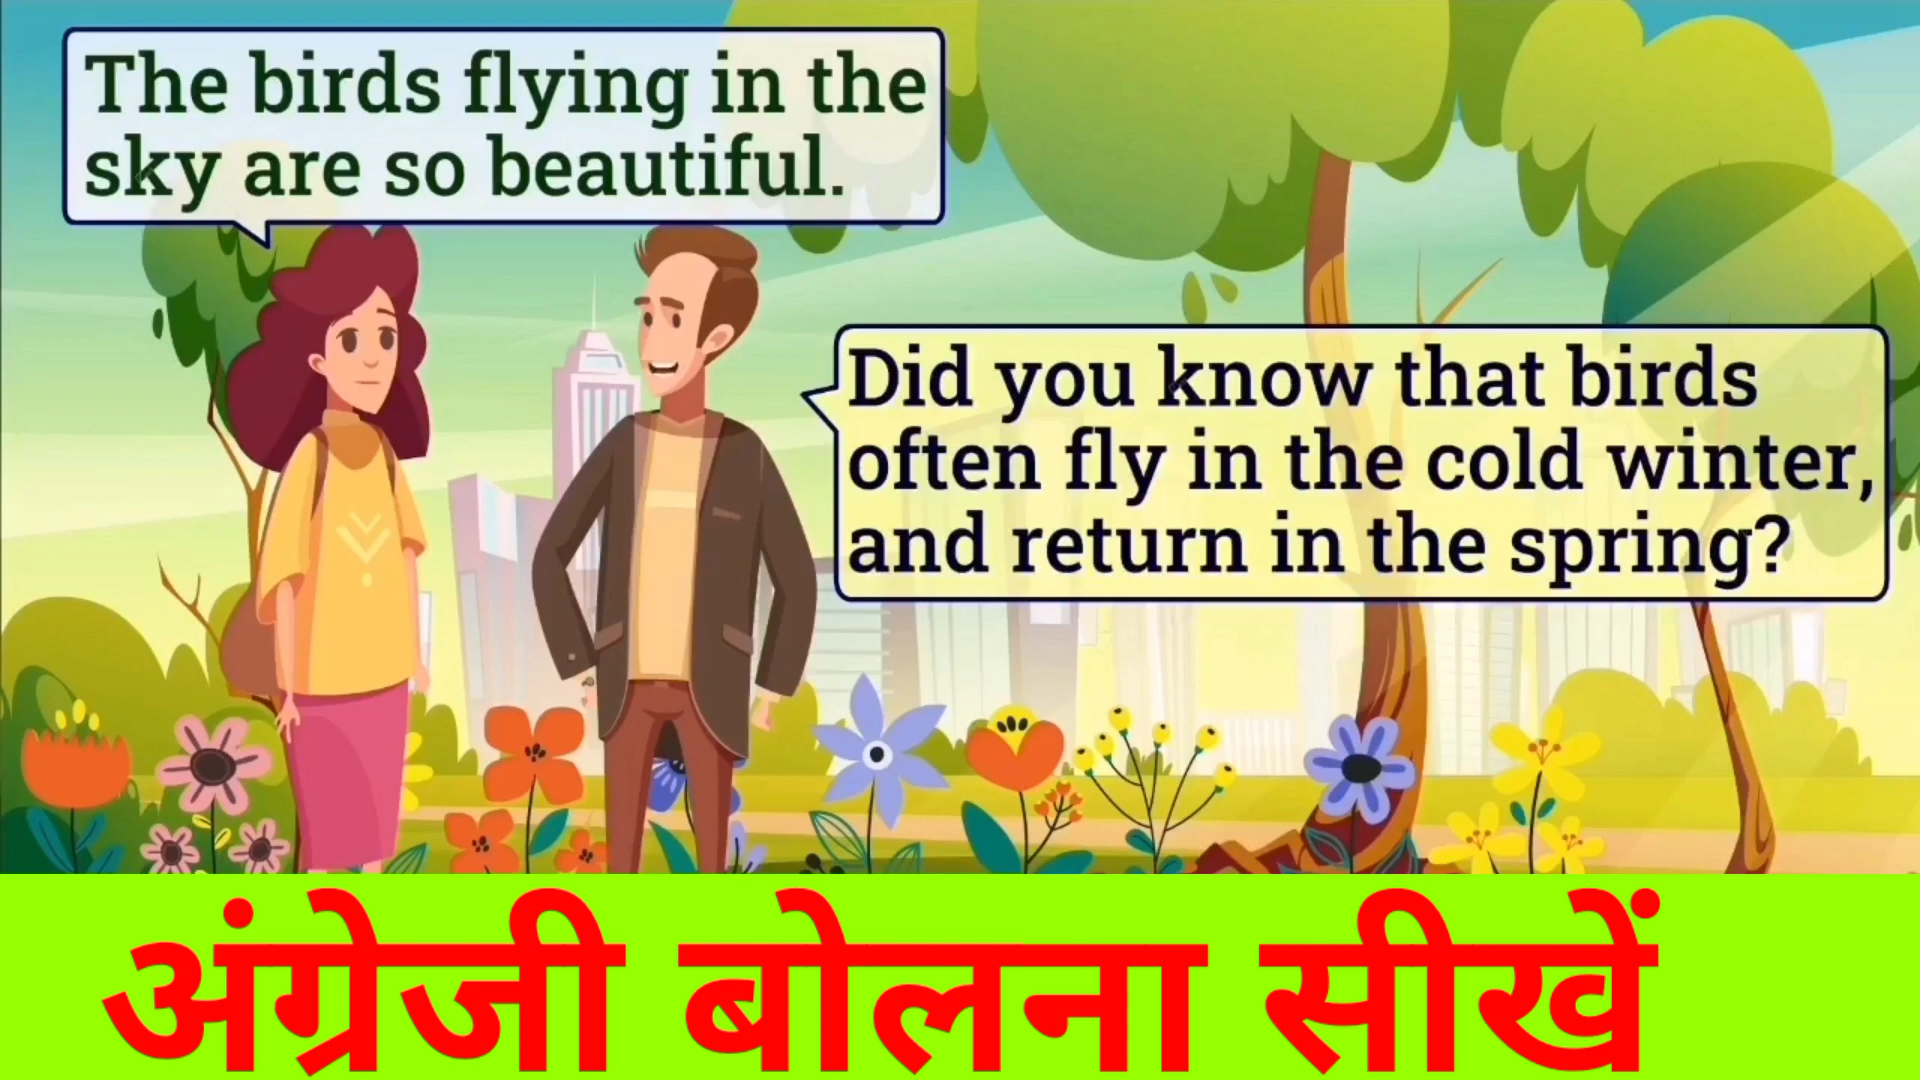 The birds flying in the
sky are so beautiful.
Did you know that birds
often fly in the cold winter,
and return in the spring?
अंग्रेजी बोलना सीखें